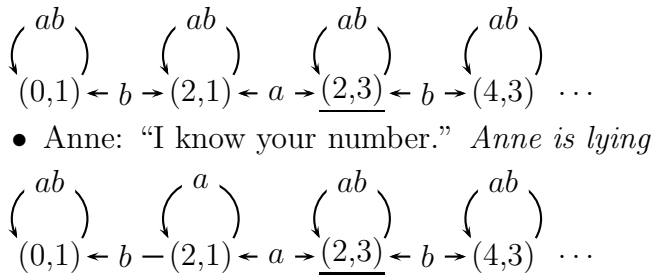 ab ab ab ab
(0,1) b (2,1) a (2,3) b (4,3) ⋯
• Anne: “I know your number.” Anne is lying
ab a ab ab
(0,1) b (2,1) a (2,3) b (4,3) ⋯